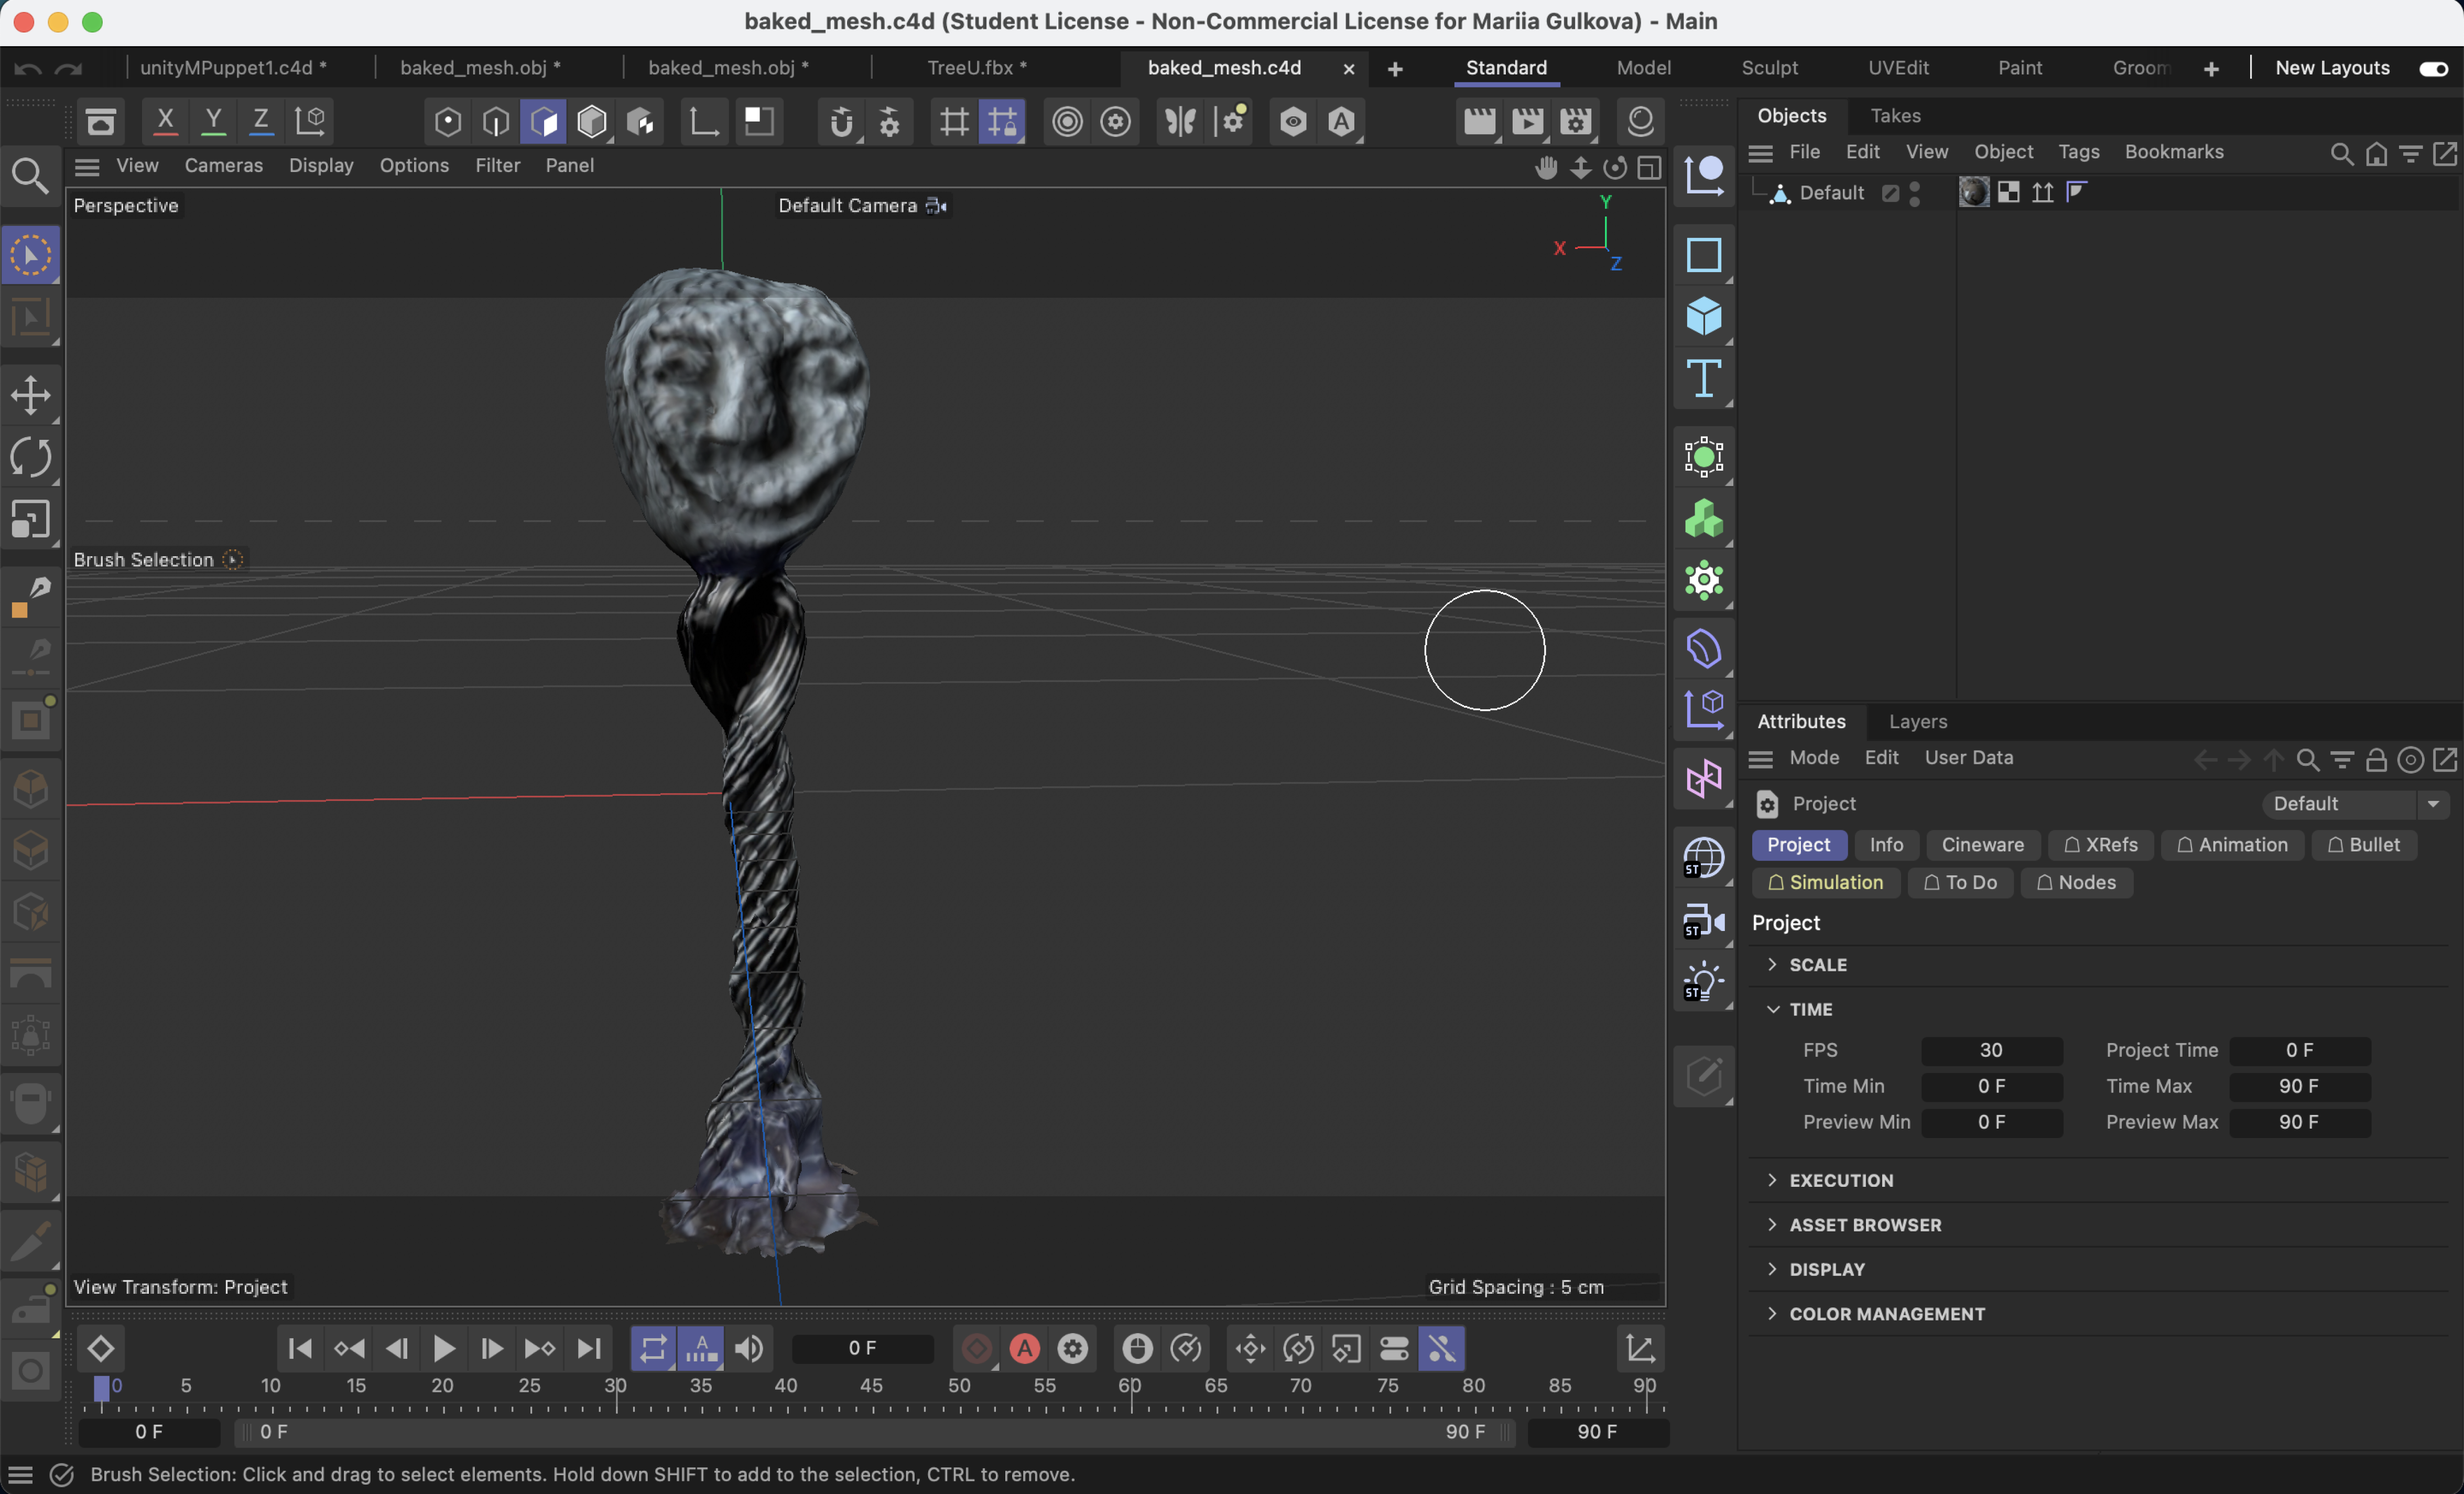 baked_mesh.c4d (Student License - Non-Commercial License for Mariia Gulkova) - Main
unityMPuppet1.c4d * baked_mesh.obj * baked_mesh.obj * TreeU.fbx * baked_mesh.c4d × + Standard Model Sculpt UVEdit Paint Groom + New Layouts
X Y Z A
Objects Takes
View Cameras Display Options Filter Panel
File Edit View Object Tags Bookmarks
Perspective Default Camera Y X Z
Default
Brush Selection
Attributes Layers
Mode Edit User Data
Project Default
Project Info Cineware XRefs Animation Bullet
Simulation To Do Nodes
Project
SCALE
TIME
FPS 30 Project Time 0 F
Time Min 0 F Time Max 90 F
Preview Min 0 F Preview Max 90 F
EXECUTION
ASSET BROWSER
DISPLAY
COLOR MANAGEMENT
ST
ST
ST
View Transform: Project Grid Spacing : 5 cm
A 0 F A
0 5 10 15 20 25 30 35 40 45 50 55 60 65 70 75 80 85 90
0 F 0 F 90 F 90 F
Brush Selection: Click and drag to select elements. Hold down SHIFT to add to the selection, CTRL to remove.